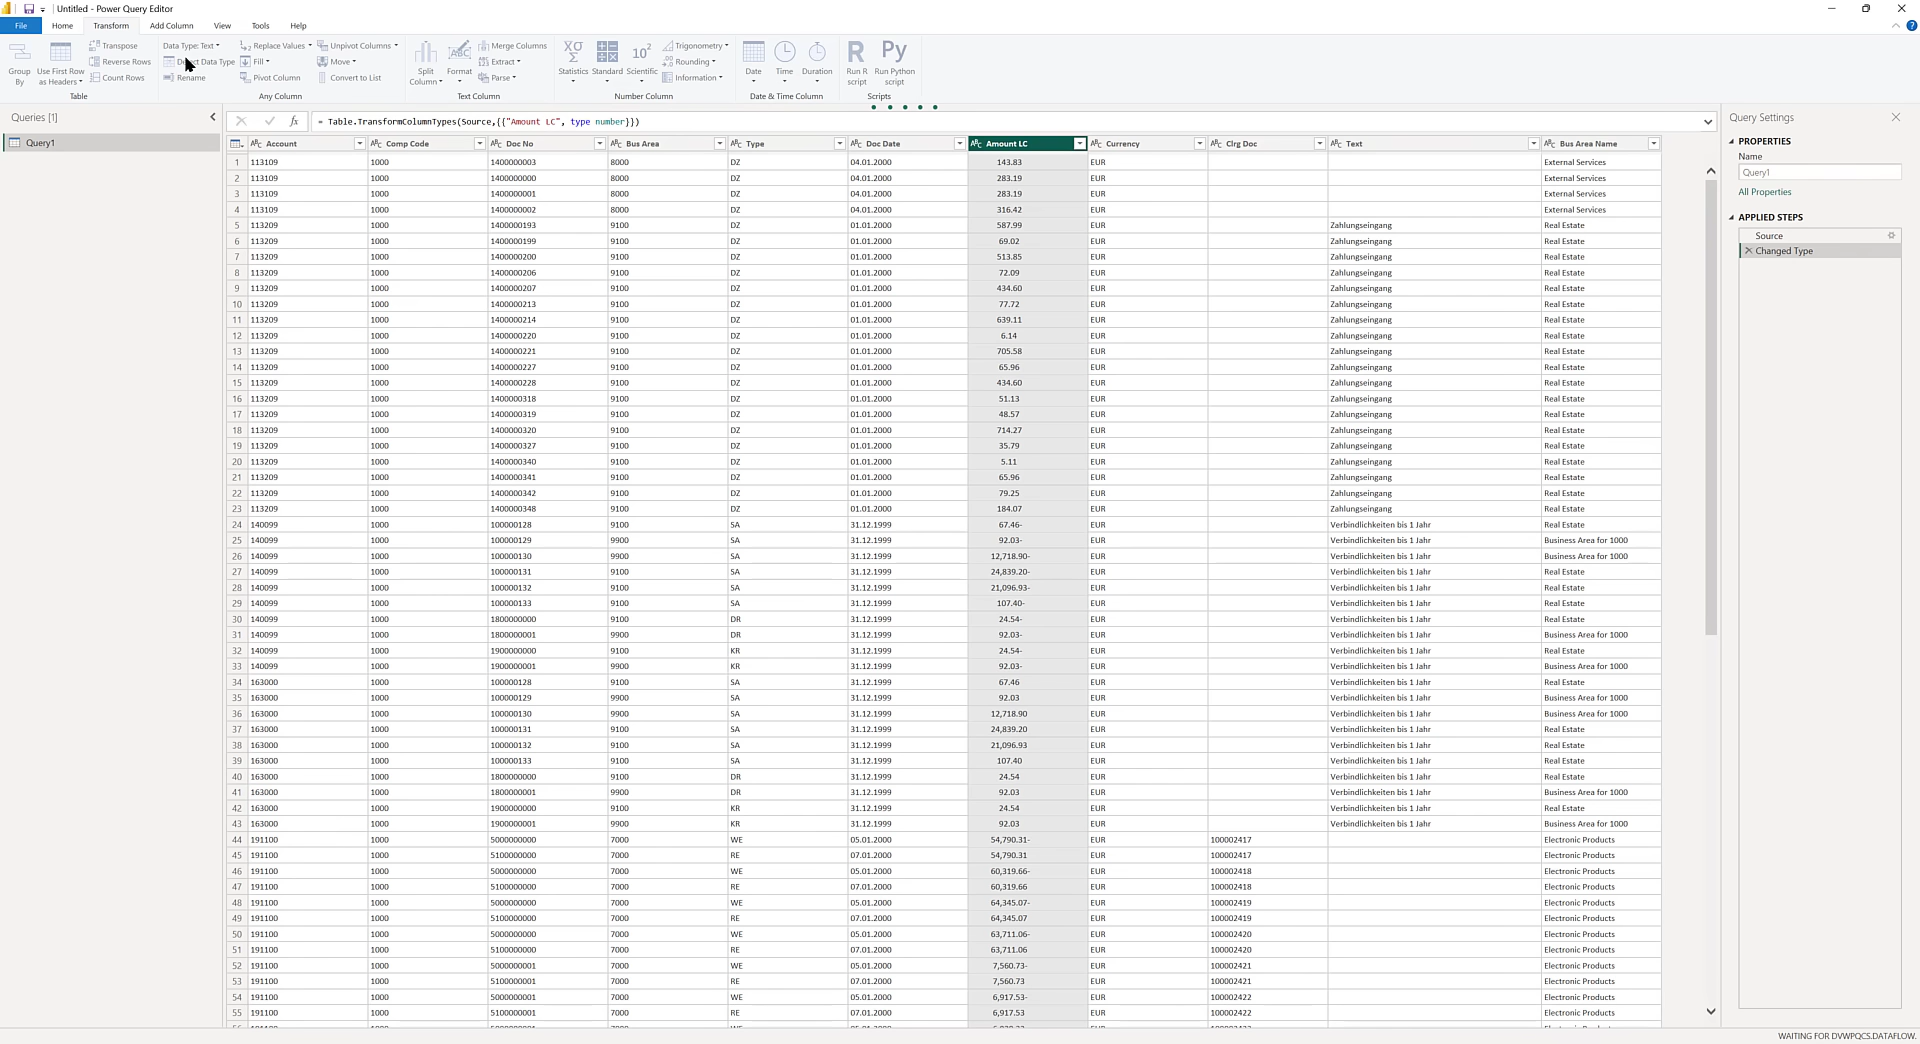 Untitled - Power Query Editor
File Home Transform Add Column View Tools Help
Group By
Use First Row as Headers
Transpose
Reverse Rows
Count Rows
Table
Data Type: Text
Data Type
Rename
Replace Values
Fill
Pivot Column
Unpivot Columns
Move
Convert to List
Any Column
Split Column
Format
Merge Columns
Extract
Parse
Text Column
Statistics
Standard
Scientific
Trigonometry
Rounding
Information
Number Column
Date
Time
Duration
Date & Time Column
Run R script
Run Python script
Scripts
Queries [1]
Query1
= Table.TransformColumnTypes(Source,{{"Amount LC", type number}})
Account Comp Code Doc No Bus Area Type Doc Date Amount LC Currency Clrg Doc Text Bus Area Name
1 113109 1000 1400000003 8000 DZ 04.01.2000 143.83 EUR External Services
2 113109 1000 1400000000 8000 DZ 04.01.2000 283.19 EUR External Services
3 113109 1000 1400000001 8000 DZ 04.01.2000 283.19 EUR External Services
4 113109 1000 1400000002 8000 DZ 04.01.2000 316.42 EUR External Services
5 113209 1000 1400000193 9100 DZ 01.01.2000 587.99 EUR Zahlungseingang Real Estate
6 113209 1000 1400000199 9100 DZ 01.01.2000 69.02 EUR Zahlungseingang Real Estate
7 113209 1000 1400000200 9100 DZ 01.01.2000 513.85 EUR Zahlungseingang Real Estate
8 113209 1000 1400000206 9100 DZ 01.01.2000 72.09 EUR Zahlungseingang Real Estate
9 113209 1000 1400000207 9100 DZ 01.01.2000 434.60 EUR Zahlungseingang Real Estate
10 113209 1000 1400000213 9100 DZ 01.01.2000 77.72 EUR Zahlungseingang Real Estate
11 113209 1000 1400000214 9100 DZ 01.01.2000 639.11 EUR Zahlungseingang Real Estate
12 113209 1000 1400000220 9100 DZ 01.01.2000 6.14 EUR Zahlungseingang Real Estate
13 113209 1000 1400000221 9100 DZ 01.01.2000 705.58 EUR Zahlungseingang Real Estate
14 113209 1000 1400000227 9100 DZ 01.01.2000 65.96 EUR Zahlungseingang Real Estate
15 113209 1000 1400000228 9100 DZ 01.01.2000 434.60 EUR Zahlungseingang Real Estate
16 113209 1000 1400000318 9100 DZ 01.01.2000 51.13 EUR Zahlungseingang Real Estate
17 113209 1000 1400000319 9100 DZ 01.01.2000 48.57 EUR Zahlungseingang Real Estate
18 113209 1000 1400000320 9100 DZ 01.01.2000 714.27 EUR Zahlungseingang Real Estate
19 113209 1000 1400000327 9100 DZ 01.01.2000 35.79 EUR Zahlungseingang Real Estate
20 113209 1000 1400000340 9100 DZ 01.01.2000 5.11 EUR Zahlungseingang Real Estate
21 113209 1000 1400000341 9100 DZ 01.01.2000 65.96 EUR Zahlungseingang Real Estate
22 113209 1000 1400000342 9100 DZ 01.01.2000 79.25 EUR Zahlungseingang Real Estate
23 113209 1000 1400000348 9100 DZ 01.01.2000 184.07 EUR Zahlungseingang Real Estate
24 140099 1000 100000128 9100 SA 31.12.1999 67.46- EUR Verbindlichkeiten bis 1 Jahr Real Estate
25 140099 1000 100000129 9900 SA 31.12.1999 92.03- EUR Verbindlichkeiten bis 1 Jahr Business Area for 1000
26 140099 1000 100000130 9900 SA 31.12.1999 12,718.90- EUR Verbindlichkeiten bis 1 Jahr Business Area for 1000
27 140099 1000 100000131 9100 SA 31.12.1999 24,839.20- EUR Verbindlichkeiten bis 1 Jahr Real Estate
28 140099 1000 100000132 9100 SA 31.12.1999 21,096.93- EUR Verbindlichkeiten bis 1 Jahr Real Estate
29 140099 1000 100000133 9100 SA 31.12.1999 107.40- EUR Verbindlichkeiten bis 1 Jahr Real Estate
30 140099 1000 1800000000 9100 DR 31.12.1999 24.54- EUR Verbindlichkeiten bis 1 Jahr Real Estate
31 140099 1000 1800000001 9900 DR 31.12.1999 92.03- EUR Verbindlichkeiten bis 1 Jahr Business Area for 1000
32 140099 1000 1900000000 9100 KR 31.12.1999 24.54- EUR Verbindlichkeiten bis 1 Jahr Real Estate
33 140099 1000 1900000001 9900 KR 31.12.1999 92.03- EUR Verbindlichkeiten bis 1 Jahr Business Area for 1000
34 163000 1000 100000128 9100 SA 31.12.1999 67.46 EUR Verbindlichkeiten bis 1 Jahr Real Estate
35 163000 1000 100000129 9900 SA 31.12.1999 92.03 EUR Verbindlichkeiten bis 1 Jahr Business Area for 1000
36 163000 1000 100000130 9900 SA 31.12.1999 12,718.90 EUR Verbindlichkeiten bis 1 Jahr Business Area for 1000
37 163000 1000 100000131 9100 SA 31.12.1999 24,839.20 EUR Verbindlichkeiten bis 1 Jahr Real Estate
38 163000 1000 100000132 9100 SA 31.12.1999 21,096.93 EUR Verbindlichkeiten bis 1 Jahr Real Estate
39 163000 1000 100000133 9100 SA 31.12.1999 107.40 EUR Verbindlichkeiten bis 1 Jahr Real Estate
40 163000 1000 1800000000 9100 DR 31.12.1999 24.54 EUR Verbindlichkeiten bis 1 Jahr Real Estate
41 163000 1000 1800000001 9900 DR 31.12.1999 92.03 EUR Verbindlichkeiten bis 1 Jahr Business Area for 1000
42 163000 1000 1900000000 9100 KR 31.12.1999 24.54 EUR Verbindlichkeiten bis 1 Jahr Real Estate
43 163000 1000 1900000001 9900 KR 31.12.1999 92.03 EUR Verbindlichkeiten bis 1 Jahr Business Area for 1000
44 191100 1000 5000000000 7000 WE 05.01.2000 54,790.31- EUR 100002417 Electronic Products
45 191100 1000 5100000000 7000 RE 07.01.2000 54,790.31 EUR 100002417 Electronic Products
46 191100 1000 5000000000 7000 WE 05.01.2000 60,319.66- EUR 100002418 Electronic Products
47 191100 1000 5100000000 7000 RE 07.01.2000 60,319.66 EUR 100002418 Electronic Products
48 191100 1000 5000000000 7000 WE 05.01.2000 64,345.07- EUR 100002419 Electronic Products
49 191100 1000 5100000000 7000 RE 07.01.2000 64,345.07 EUR 100002419 Electronic Products
50 191100 1000 5000000000 7000 WE 05.01.2000 63,711.06- EUR 100002420 Electronic Products
51 191100 1000 5100000000 7000 RE 07.01.2000 63,711.06 EUR 100002420 Electronic Products
52 191100 1000 5000000001 7000 WE 05.01.2000 7,560.73- EUR 100002421 Electronic Products
53 191100 1000 5100000001 7000 RE 07.01.2000 7,560.73 EUR 100002421 Electronic Products
54 191100 1000 5000000001 7000 WE 05.01.2000 6,917.53- EUR 100002422 Electronic Products
55 191100 1000 5100000001 7000 RE 07.01.2000 6,917.53 EUR 100002422 Electronic Products
Query Settings
PROPERTIES
Name
Query1
All Properties
APPLIED STEPS
Source
Changed Type
WAITING FOR DVWPQCS.DATAFLOW.